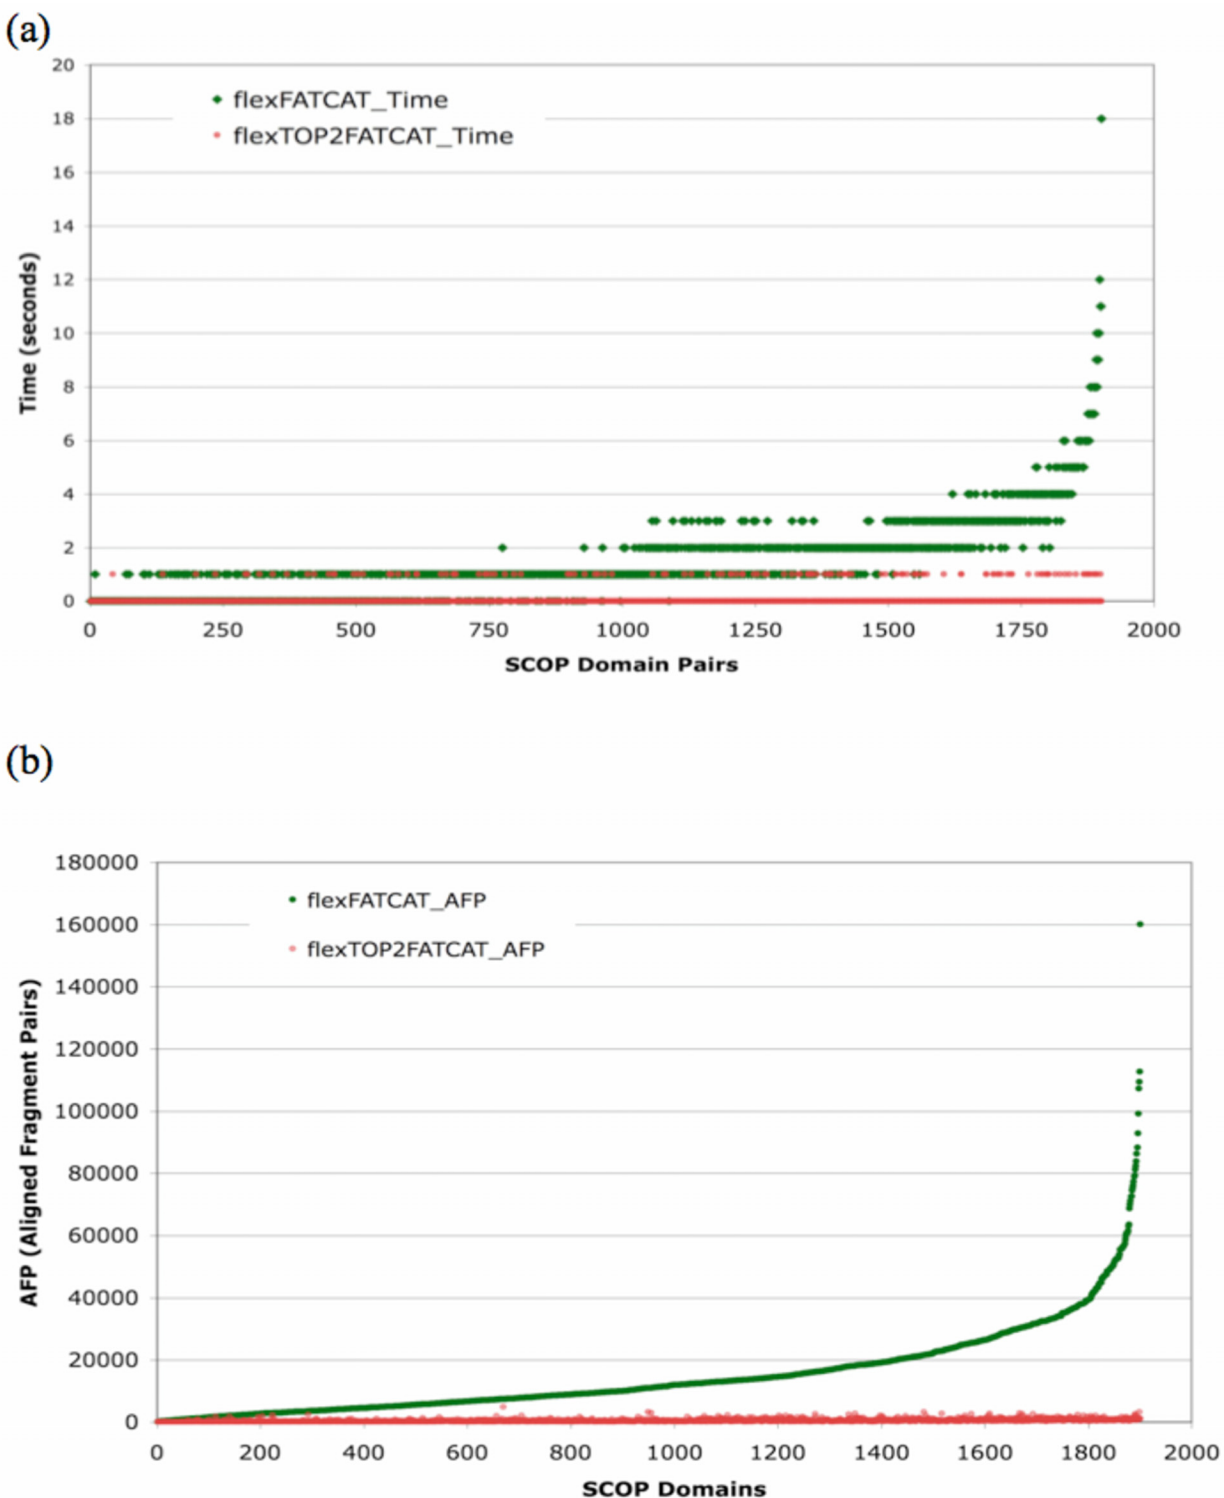 (a)
20
18
16
14
12
10
8
6
4
2
0
Time (seconds)
flexFATCAT_Time
flexTOP2FATCAT_Time
0 250 500 750 1000 1250 1500 1750 2000
SCOP Domain Pairs
(b)
180000
160000
140000
120000
100000
80000
60000
40000
20000
0
AFP (Aligned Fragment Pairs)
flexFATCAT_AFP
flexTOP2FATCAT_AFP
0 200 400 600 800 1000 1200 1400 1600 1800 2000
SCOP Domains